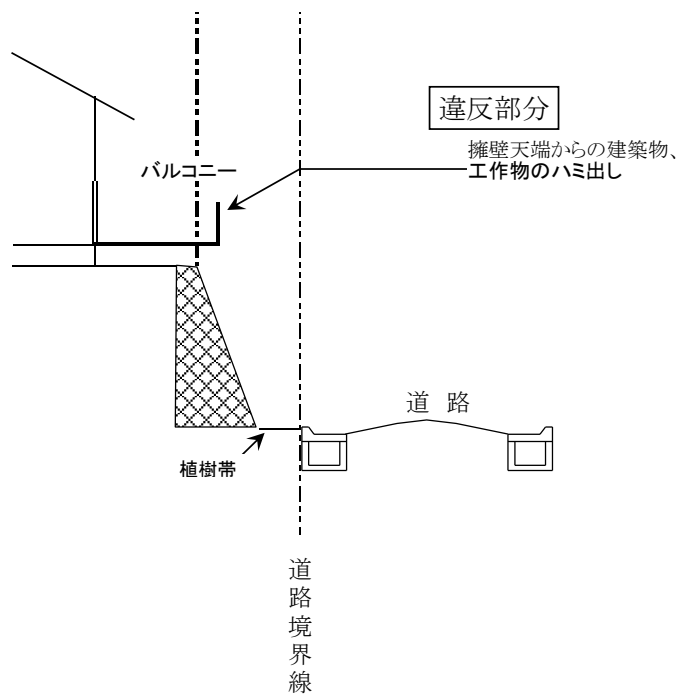 違反部分
擁壁天端からの建築物、
工作物のハミ出し
バルコニー
道 路
植樹帯
道路境界線